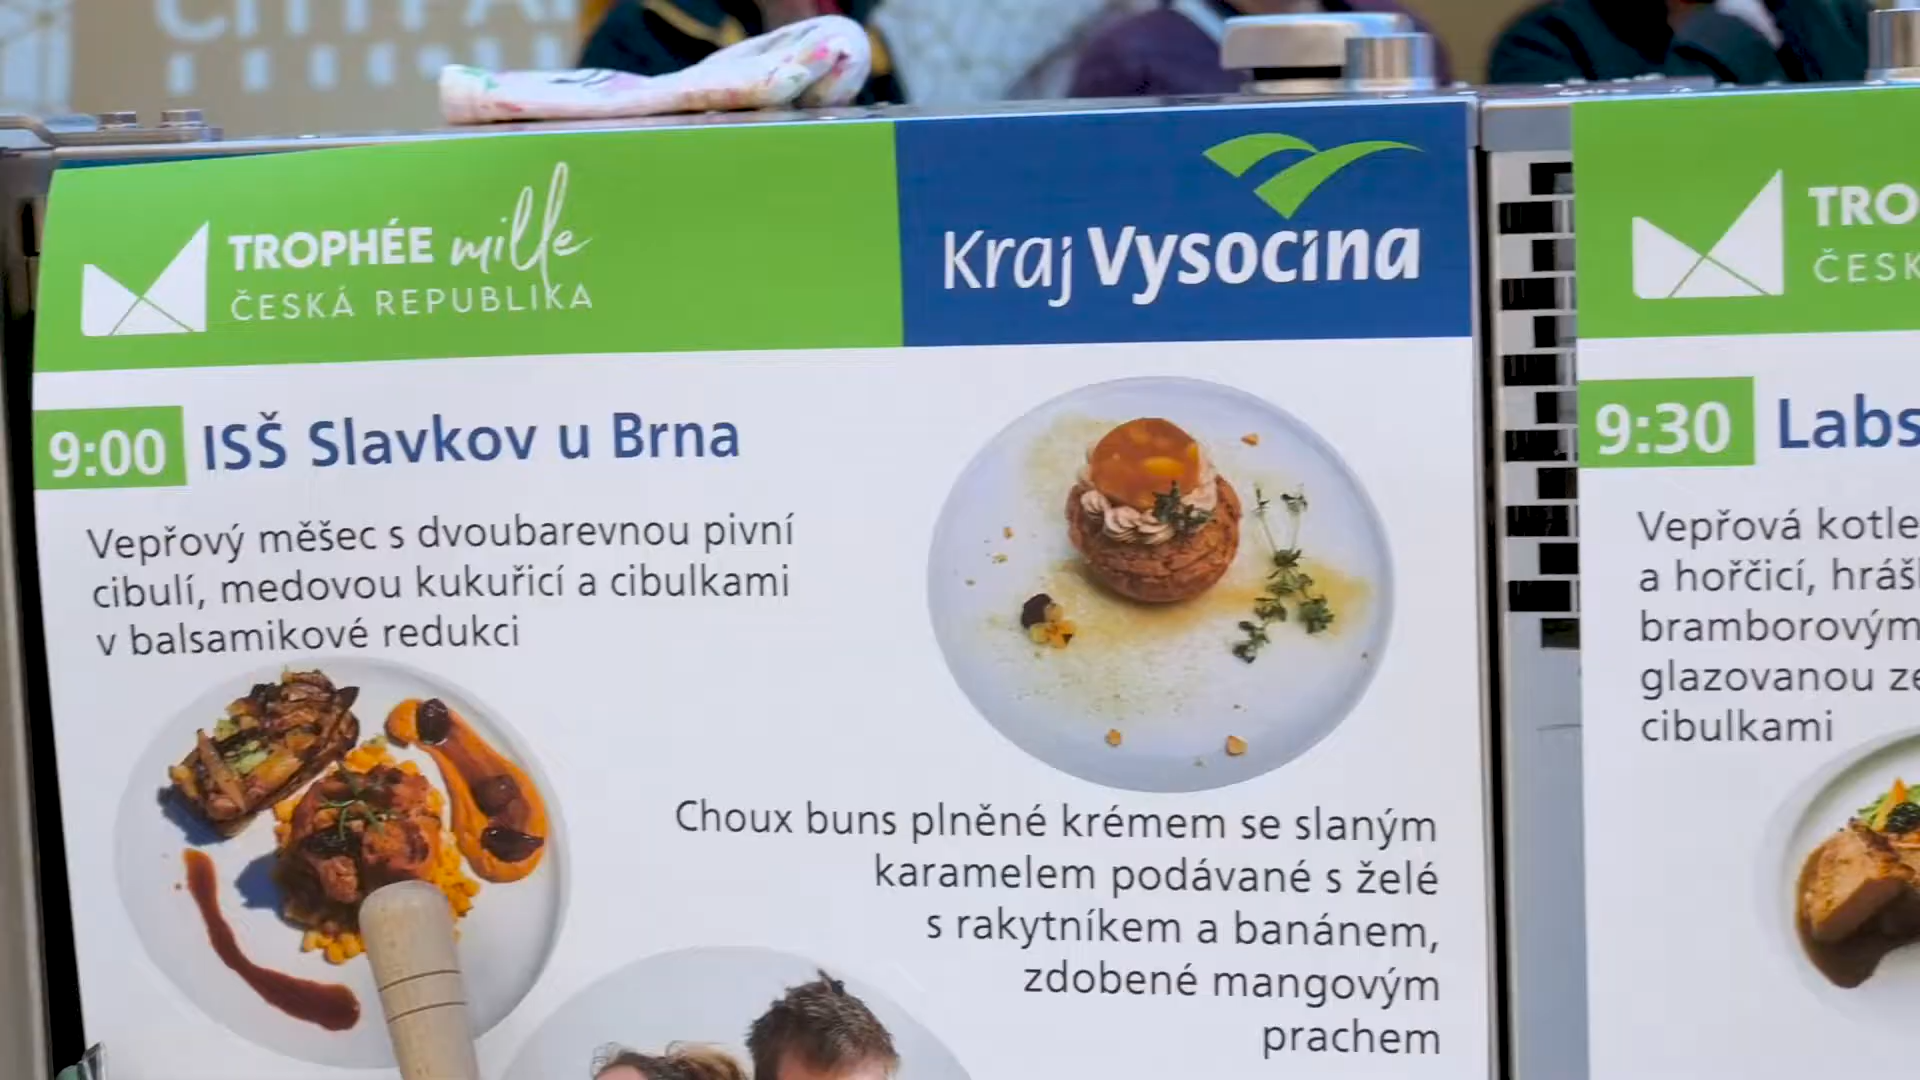 TROPHÉE mille
ČESKÁ REPUBLIKA
Kraj Vysocina
9:00 ISŠ Slavkov u Brna
Vepřový měšec s dvoubarevnou pivní
cibulí, medovou kukuřicí a cibulkami
v balsamikové redukci
Choux buns plněné krémem se slaným
karamelem podávané s želé
s rakytníkem a banánem,
zdobené mangovým
prachem
TRO
ČESK
9:30 Labs
Vepřová kotle
a hořčicí, hráš
bramborovým
glazovanou ze
cibulkami